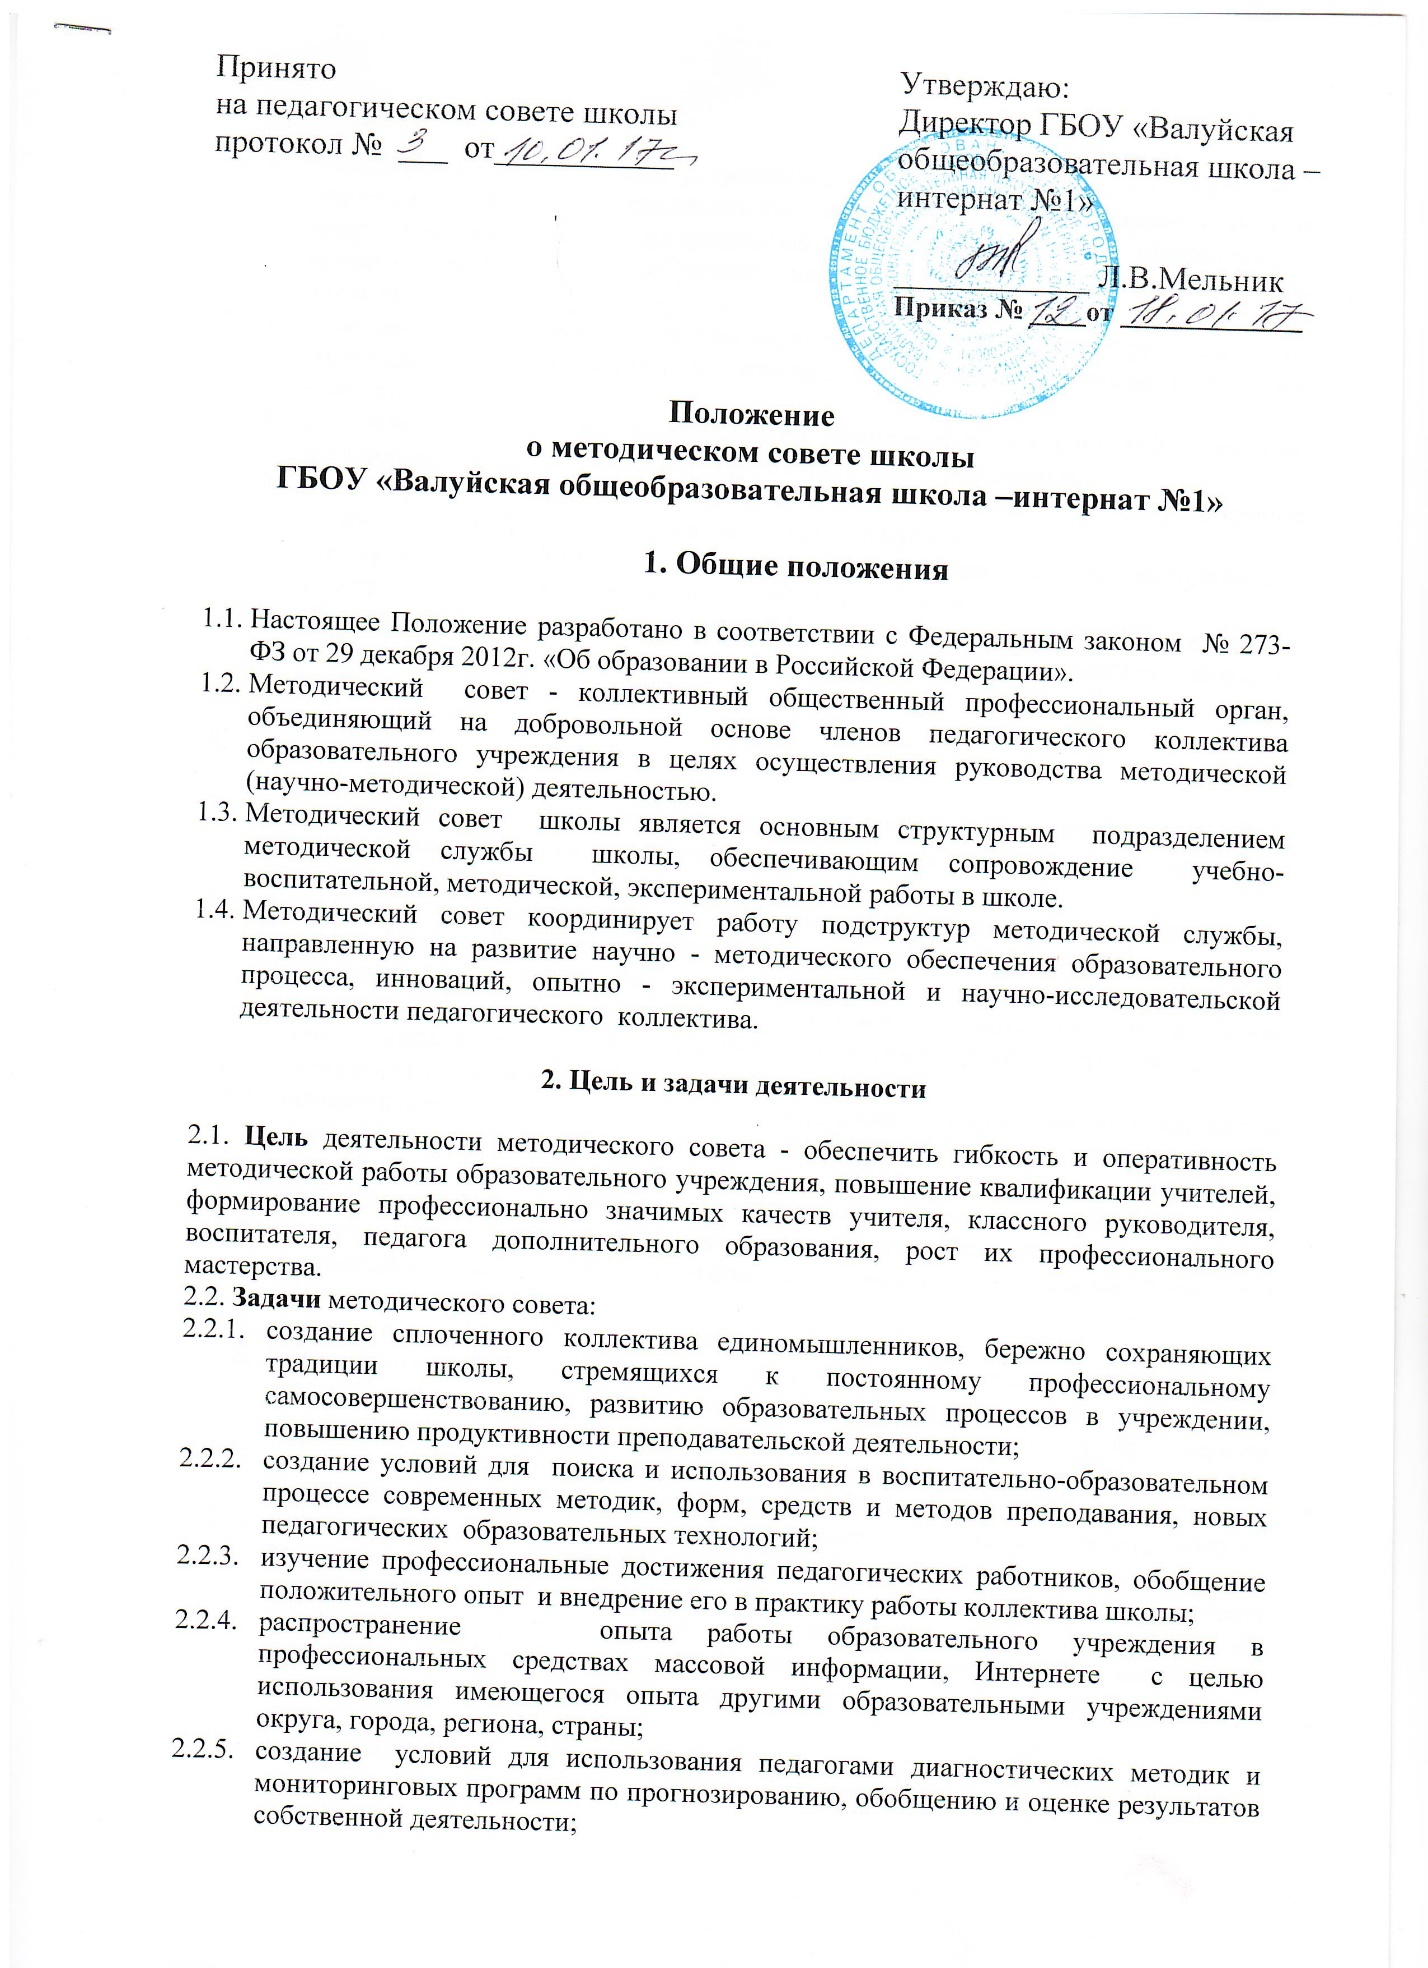 Принято
на педагогическом совете школы
протокол № 3 от 10.01.17г.
Утверждаю:
Директор ГБОУ «Валуйская
общеобразовательная школа –
интернат №1»
Л.В.Мельник
Приказ № 12 от 18.01.17
Положение
о методическом совете школы
ГБОУ «Валуйская общеобразовательная школа –интернат №1»
1. Общие положения
1.1. Настоящее Положение разработано в соответствии с Федеральным законом № 273-
ФЗ от 29 декабря 2012г. «Об образовании в Российской Федерации».
1.2. Методический совет - коллективный общественный профессиональный орган,
объединяющий на добровольной основе членов педагогического коллектива
образовательного учреждения в целях осуществления руководства методической
(научно-методической) деятельностью.
1.3. Методический совет школы является основным структурным подразделением
методической службы школы, обеспечивающим сопровождение учебно-
воспитательной, методической, экспериментальной работы в школе.
1.4. Методический совет координирует работу подструктур методической службы,
направленную на развитие научно - методического обеспечения образовательного
процесса, инноваций, опытно - экспериментальной и научно-исследовательской
деятельности педагогического коллектива.
2. Цель и задачи деятельности
2.1. Цель деятельности методического совета - обеспечить гибкость и оперативность
методической работы образовательного учреждения, повышение квалификации учителей,
формирование профессионально значимых качеств учителя, классного руководителя,
воспитателя, педагога дополнительного образования, рост их профессионального
мастерства.
2.2. Задачи методического совета:
2.2.1. создание сплоченного коллектива единомышленников, бережно сохраняющих
традиции школы, стремящихся к постоянному профессиональному
самосовершенствованию, развитию образовательных процессов в учреждении,
повышению продуктивности преподавательской деятельности;
2.2.2. создание условий для поиска и использования в воспитательно-образовательном
процессе современных методик, форм, средств и методов преподавания, новых
педагогических образовательных технологий;
2.2.3. изучение профессиональные достижения педагогических работников, обобщение
положительного опыт и внедрение его в практику работы коллектива школы;
2.2.4. распространение опыта работы образовательного учреждения в
профессиональных средствах массовой информации, Интернете с целью
использования имеющегося опыта другими образовательными учреждениями
округа, города, региона, страны;
2.2.5. создание условий для использования педагогами диагностических методик и
мониторинговых программ по прогнозированию, обобщению и оценке результатов
собственной деятельности;